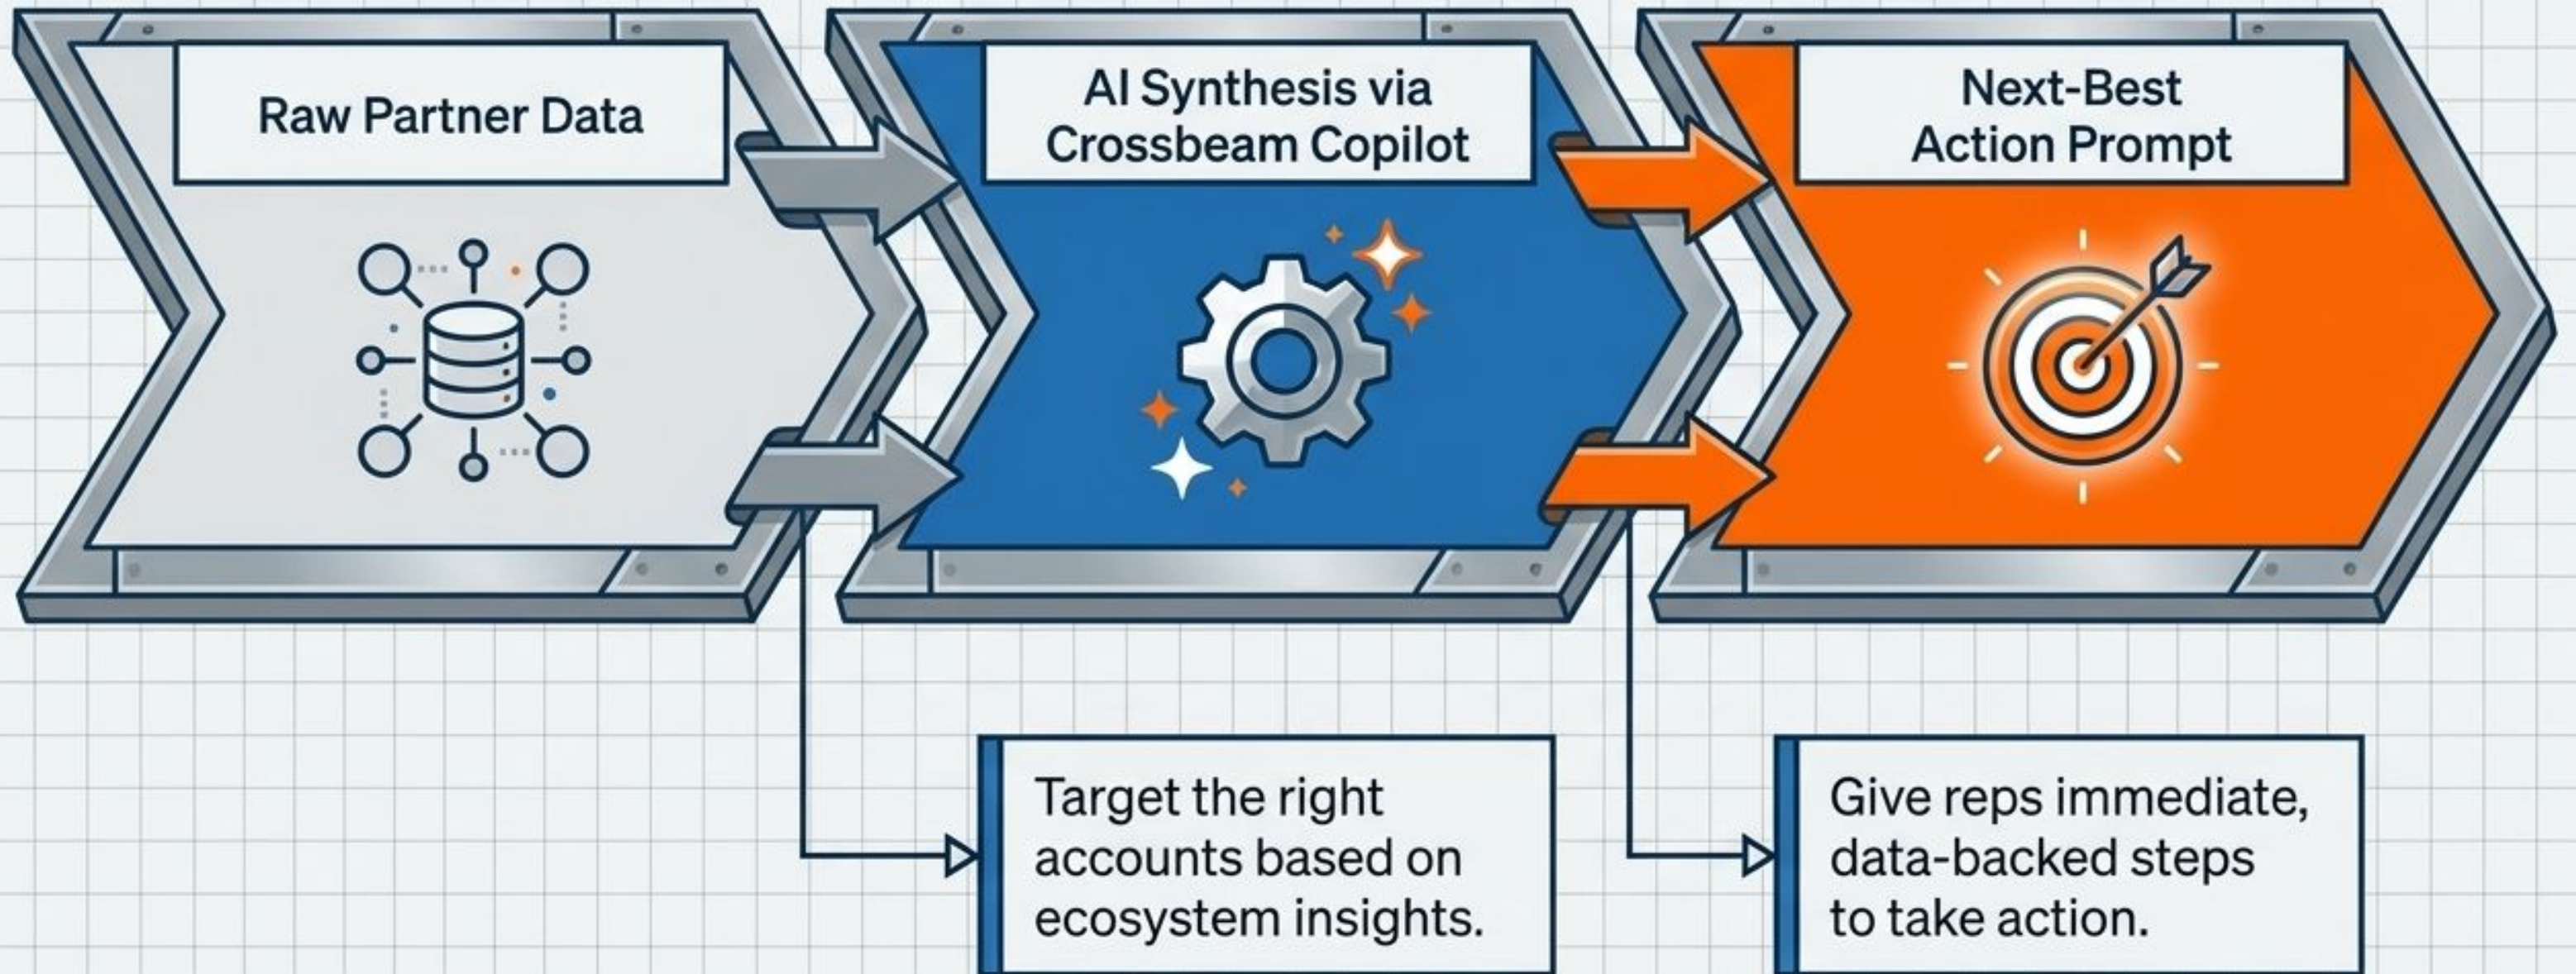 Raw Partner Data
AI Synthesis via
Crossbeam Copilot
Next-Best
Action Prompt
Target the right
accounts based on
ecosystem insights.
Give reps immediate,
data-backed steps
to take action.